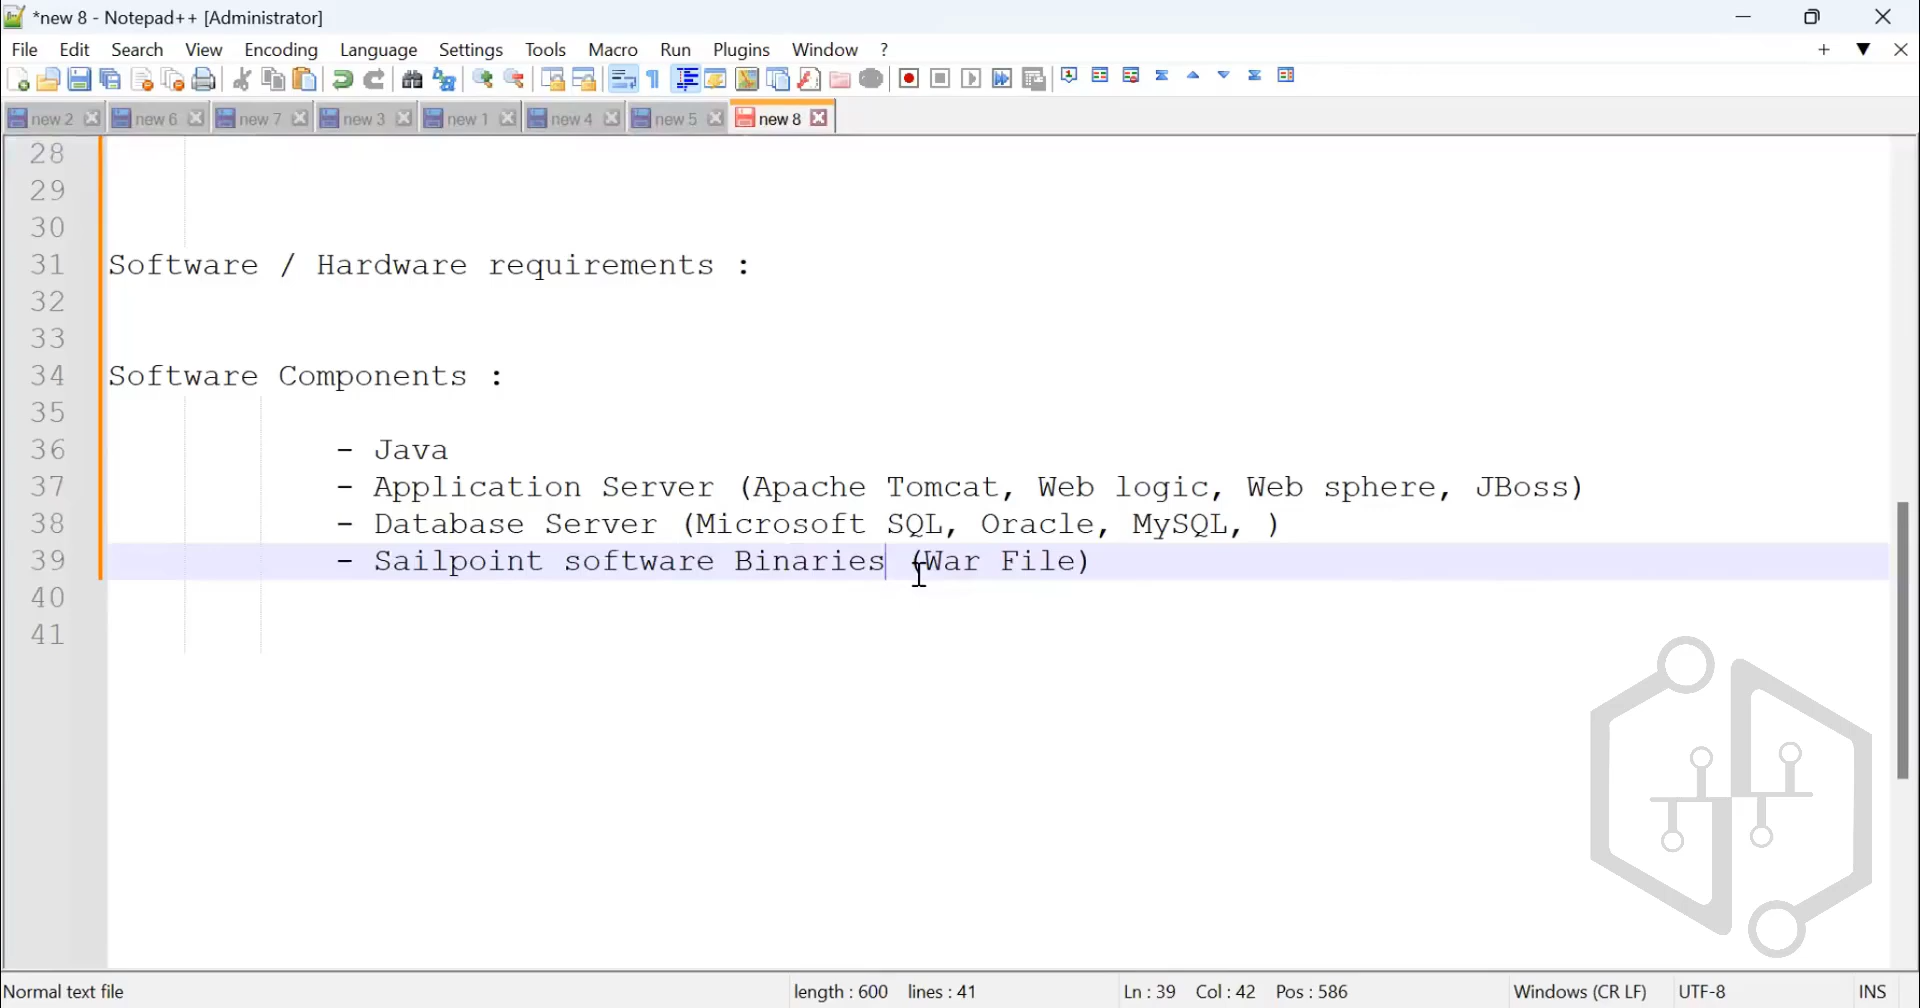 *new 8 - Notepad++ [Administrator]
File Edit Search View Encoding Language Settings Tools Macro Run Plugins Window ?
new 2 new 6 new 7 new 3 new 1 new 4 new 5 new 8
28
29
30
31 Software / Hardware requirements :
32
33
34 Software Components :
35
36 - Java
37 - Application Server (Apache Tomcat, Web logic, Web sphere, JBoss)
38 - Database Server (Microsoft SQL, Oracle, MySQL, )
39 - Sailpoint software Binaries (War File)
40
41
Normal text file length : 600 lines : 41 Ln : 39 Col : 42 Pos : 586 Windows (CR LF) UTF-8 INS